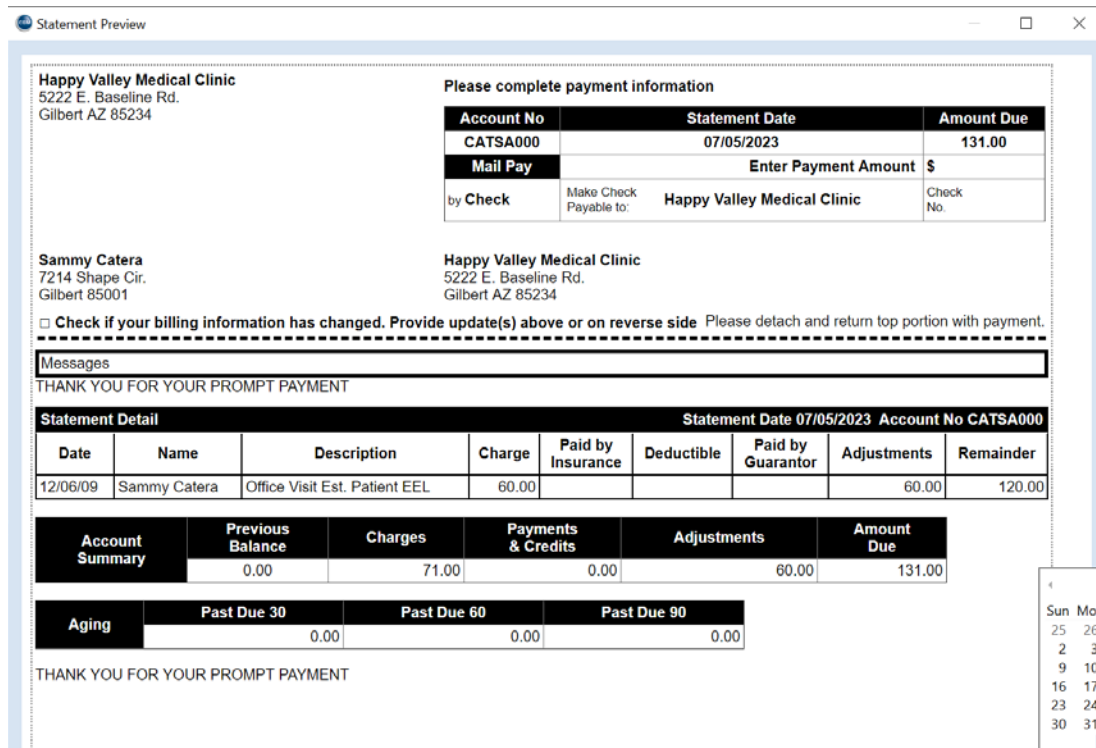 Statement Preview
Happy Valley Medical Clinic
5222 E. Baseline Rd.
Gilbert AZ 85234
Please complete payment information
Account No Statement Date Amount Due
CATSA000 07/05/2023 131.00
Mail Pay Enter Payment Amount $
by Check Make Check Payable to: Happy Valley Medical Clinic Check No.
Sammy Catera
7214 Shape Cir.
Gilbert 85001
Happy Valley Medical Clinic
5222 E. Baseline Rd.
Gilbert AZ 85234
□ Check if your billing information has changed. Provide update(s) above or on reverse side Please detach and return top portion with payment.
Messages
THANK YOU FOR YOUR PROMPT PAYMENT
Statement Detail Statement Date 07/05/2023 Account No CATSA000
Date Name Description Charge Paid by Insurance Deductible Paid by Guarantor Adjustments Remainder
12/06/09 Sammy Catera Office Visit Est. Patient EEL 60.00 60.00 120.00
Account Summary Previous Balance Charges Payments & Credits Adjustments Amount Due
0.00 71.00 0.00 60.00 131.00
Aging Past Due 30 Past Due 60 Past Due 90
0.00 0.00 0.00
THANK YOU FOR YOUR PROMPT PAYMENT
Sun Mo
25 26
2 3
9 10
16 17
23 24
30 31